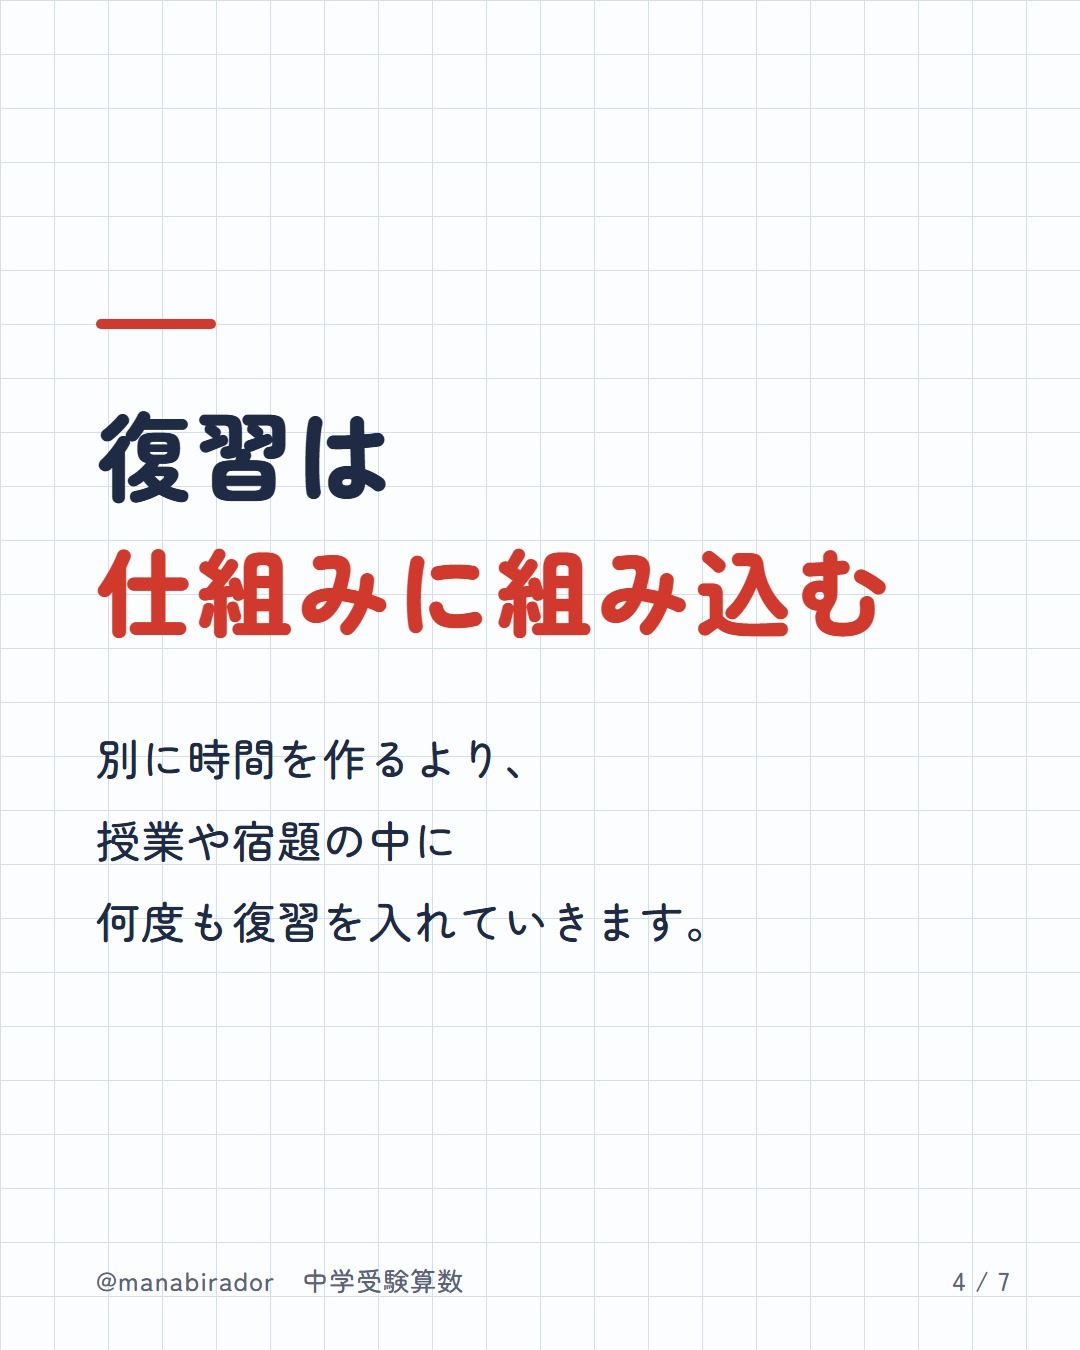 復習は
仕組みに組み込む
別に時間を作るより、
授業や宿題の中に
何度も復習を入れていきます。
@manabirador 中学受験算数
4 / 7